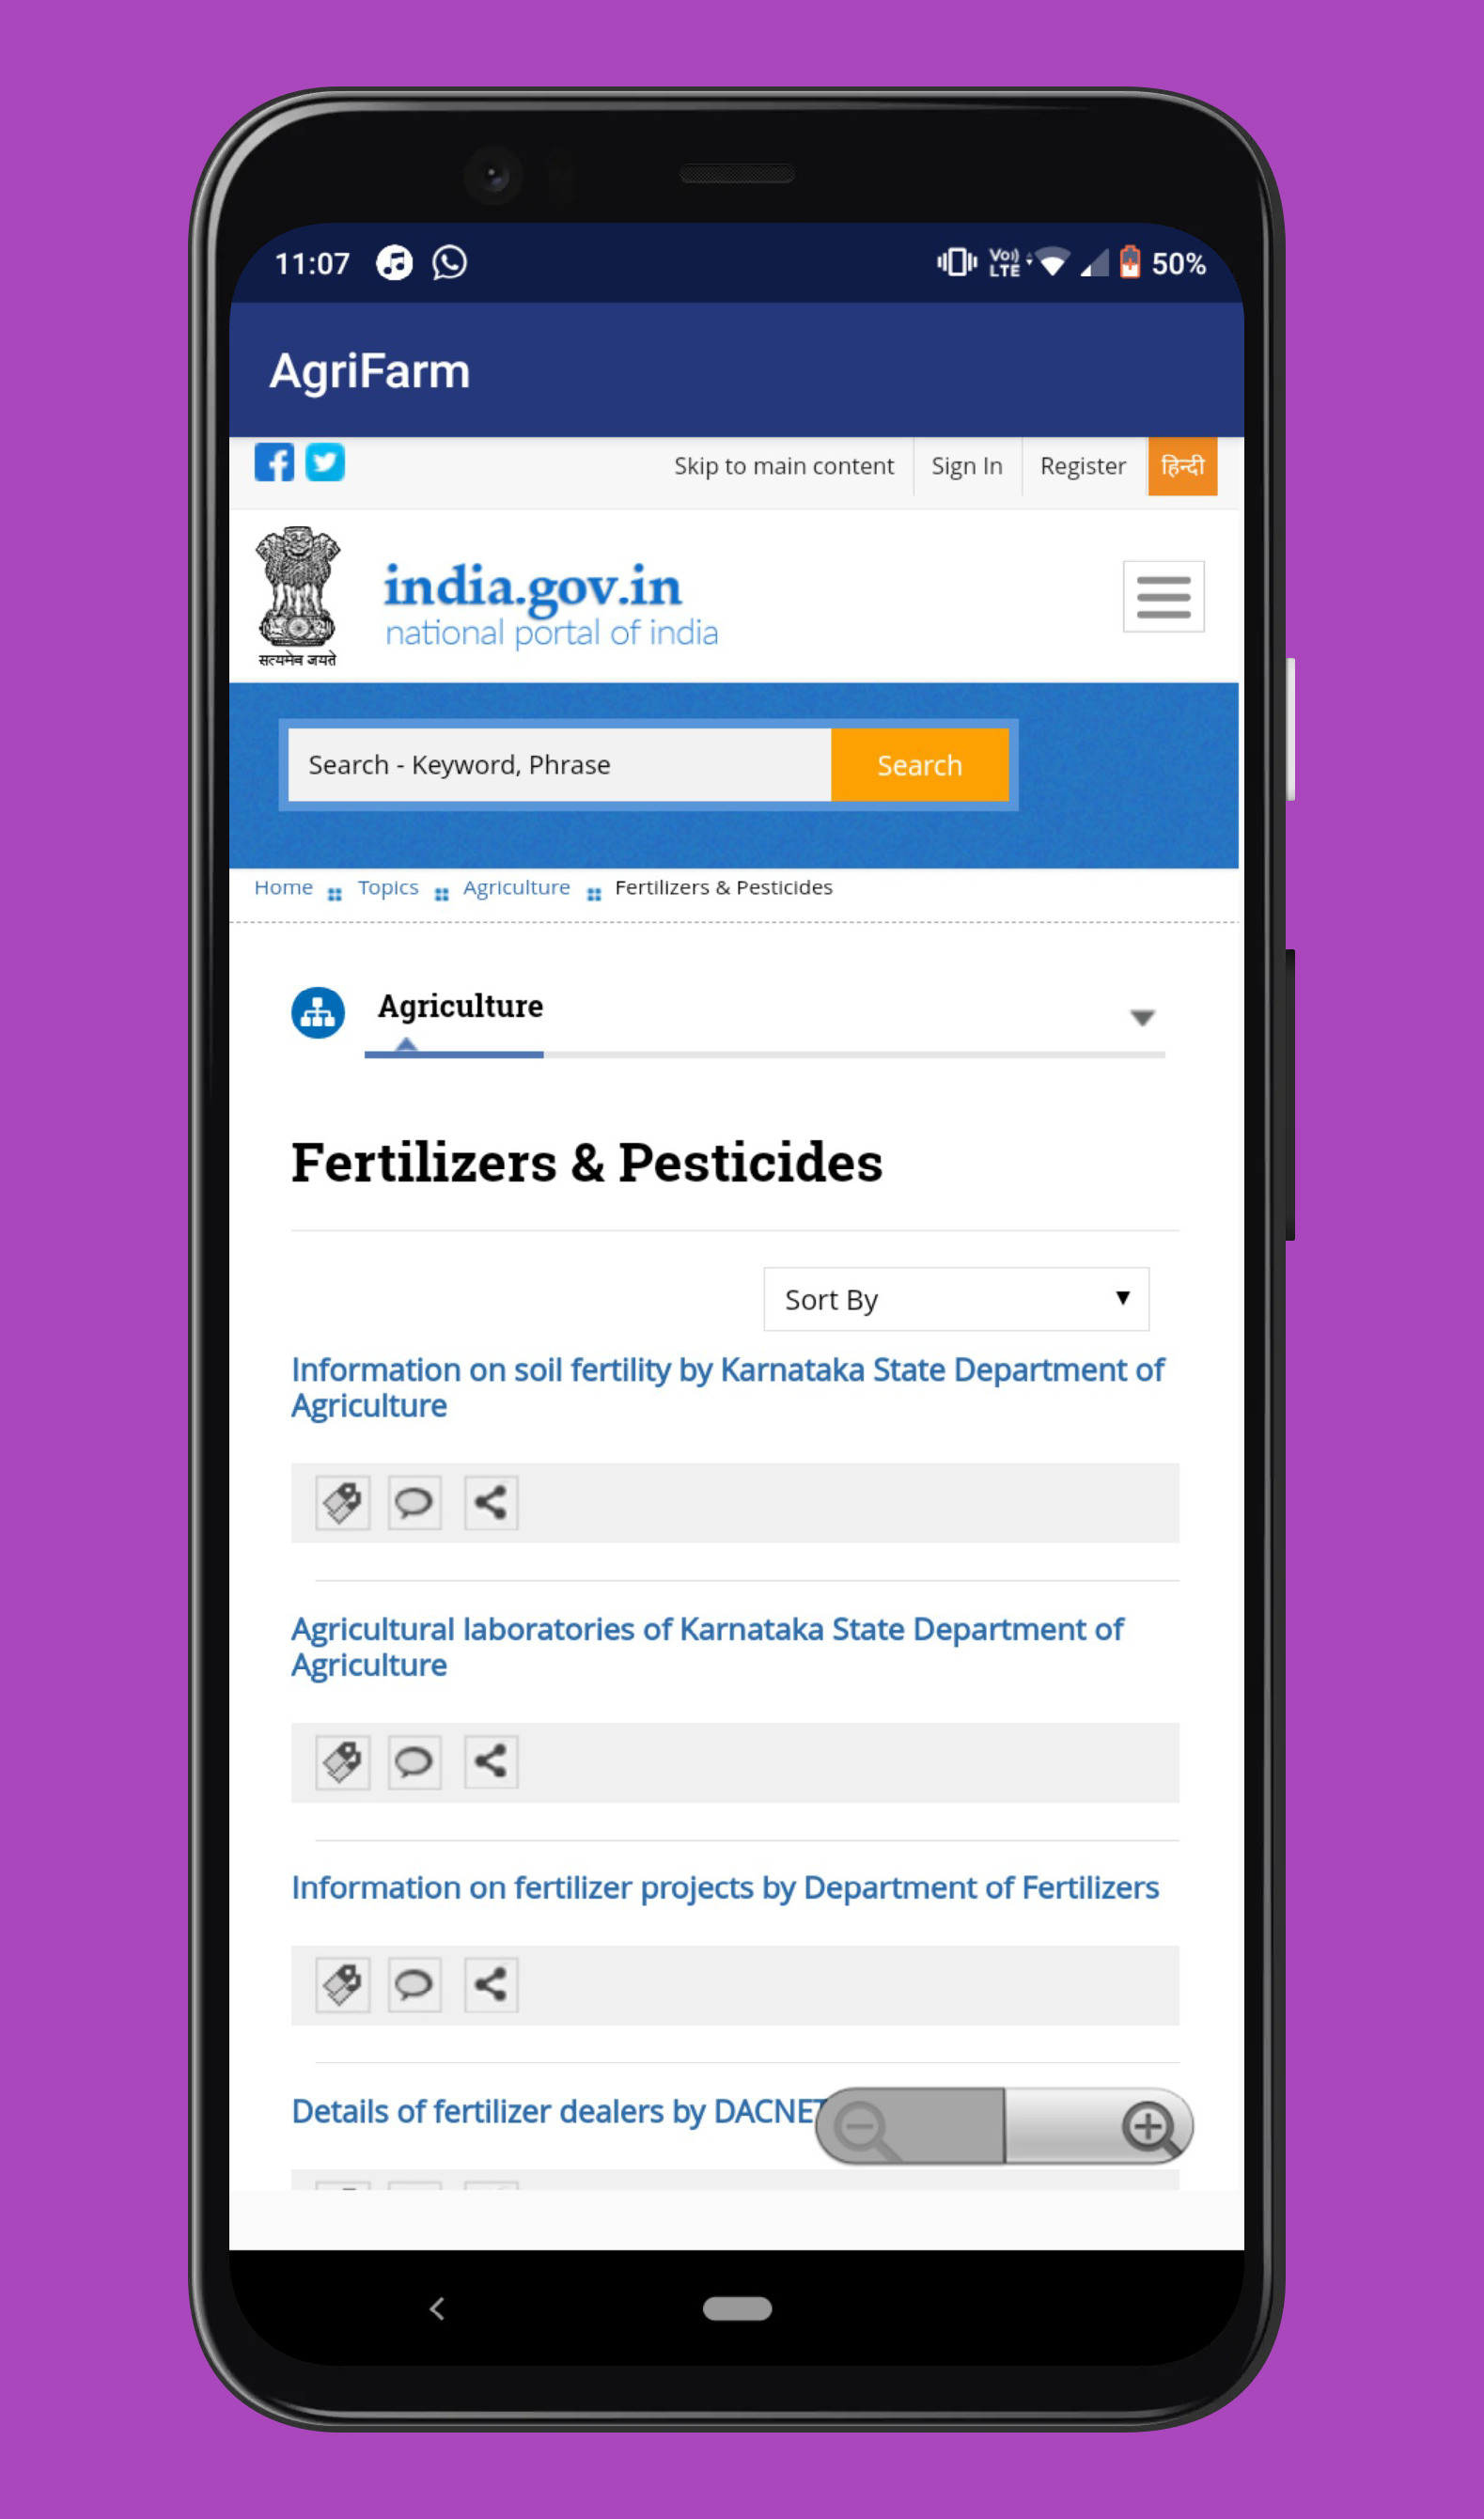 11:07
Vo)) LTE
50%
AgriFarm
Skip to main content
Sign In
Register
हिन्दी
सत्यमेव जयते
india.gov.in
national portal of india
Search - Keyword, Phrase
Search
Home Topics Agriculture Fertilizers & Pesticides
Agriculture
Fertilizers & Pesticides
Sort By
Information on soil fertility by Karnataka State Department of
Agriculture
Agricultural laboratories of Karnataka State Department of
Agriculture
Information on fertilizer projects by Department of Fertilizers
Details of fertilizer dealers by DACNET